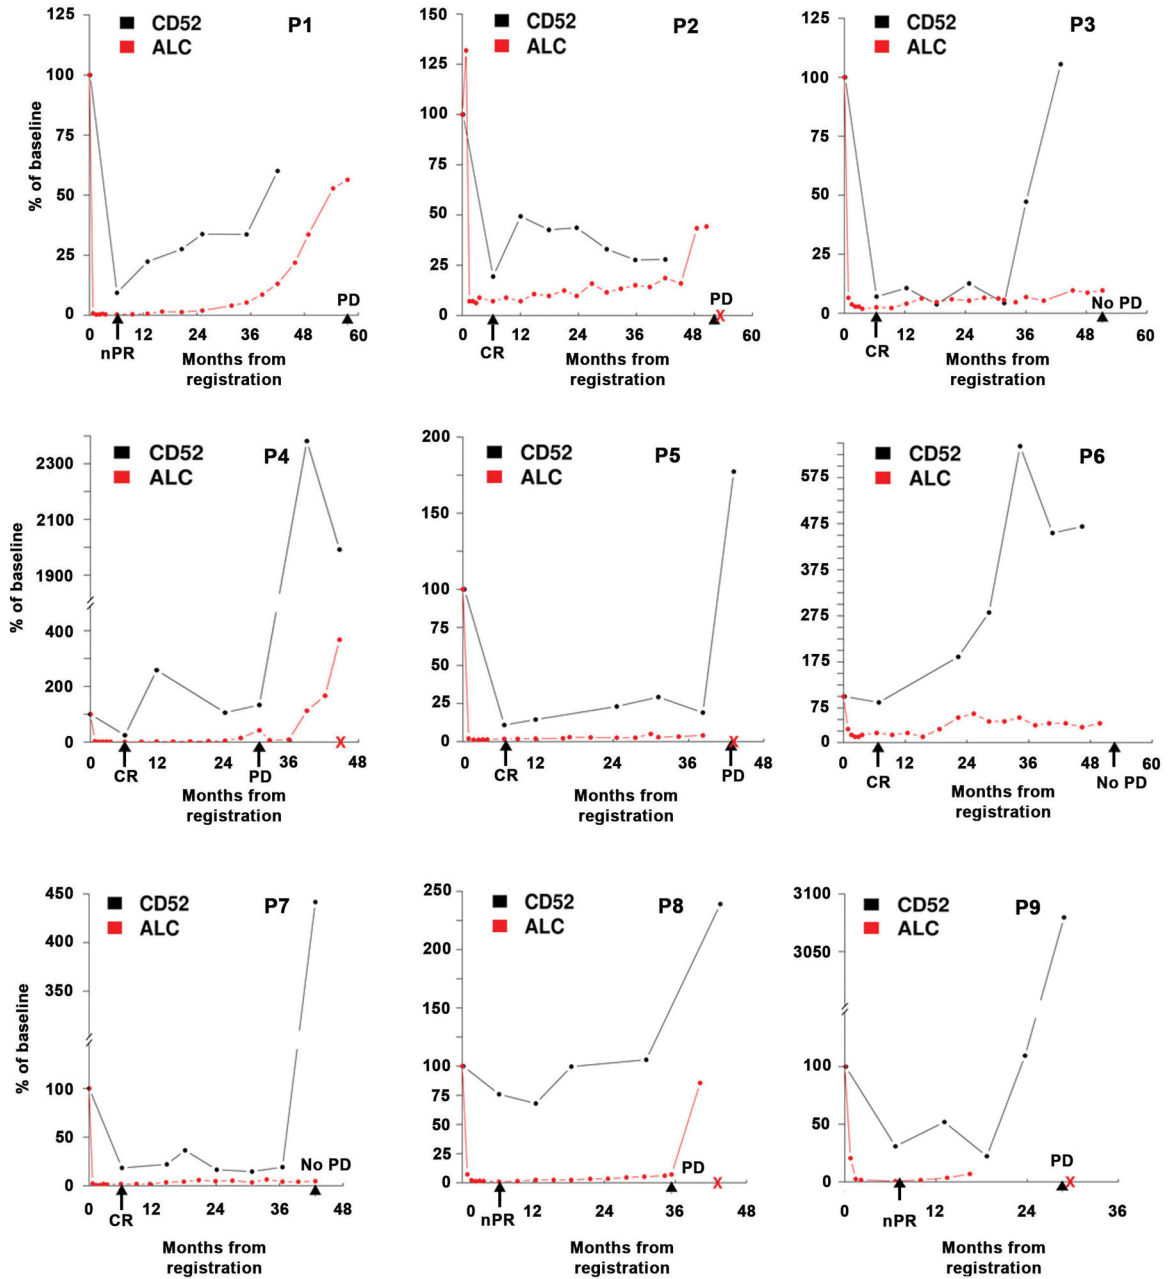 125
100
75
50
25
0
% of baseline
CD52
ALC
P1
PD
0 12 24 36 48 60
nPR
Months from
registration
150
125
100
75
50
25
0
CD52
ALC
P2
PD
X
0 12 24 36 48 60
CR
Months from
registration
125
100
75
50
25
0
CD52
ALC
P3
No PD
0 12 24 36 48 60
CR
Months from
registration
2300
2100
1900
400
200
0
% of baseline
CD52
ALC
P4
X
0 12 24 36 48 60
CR PD
Months from
registration
200
150
100
75
50
25
0
CD52
ALC
P5
X
0 12 24 36 48
CR PD
Months from
registration
575
475
375
275
175
75
0
CD52
ALC
P6
0 12 24 36 48 60
CR No PD
Months from
registration
450
400
350
100
50
0
% of baseline
CD52
ALC
P7
No PD
0 12 24 36 48
CR
Months from
registration
250
200
150
100
75
50
25
0
CD52
ALC
P8
PD
X
0 12 24 36 48
nPR
Months from
registration
3100
3050
100
50
0
CD52
ALC
P9
PD
X
0 12 24 36
nPR
Months from
registration